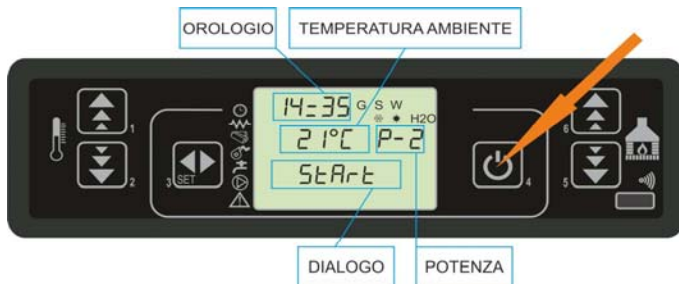 OROLOGIO
TEMPERATURA AMBIENTE
14:35 G S W
H2O
21°C P-2
StArt
1
2
3 SET
4
6
5
DIALOGO
POTENZA